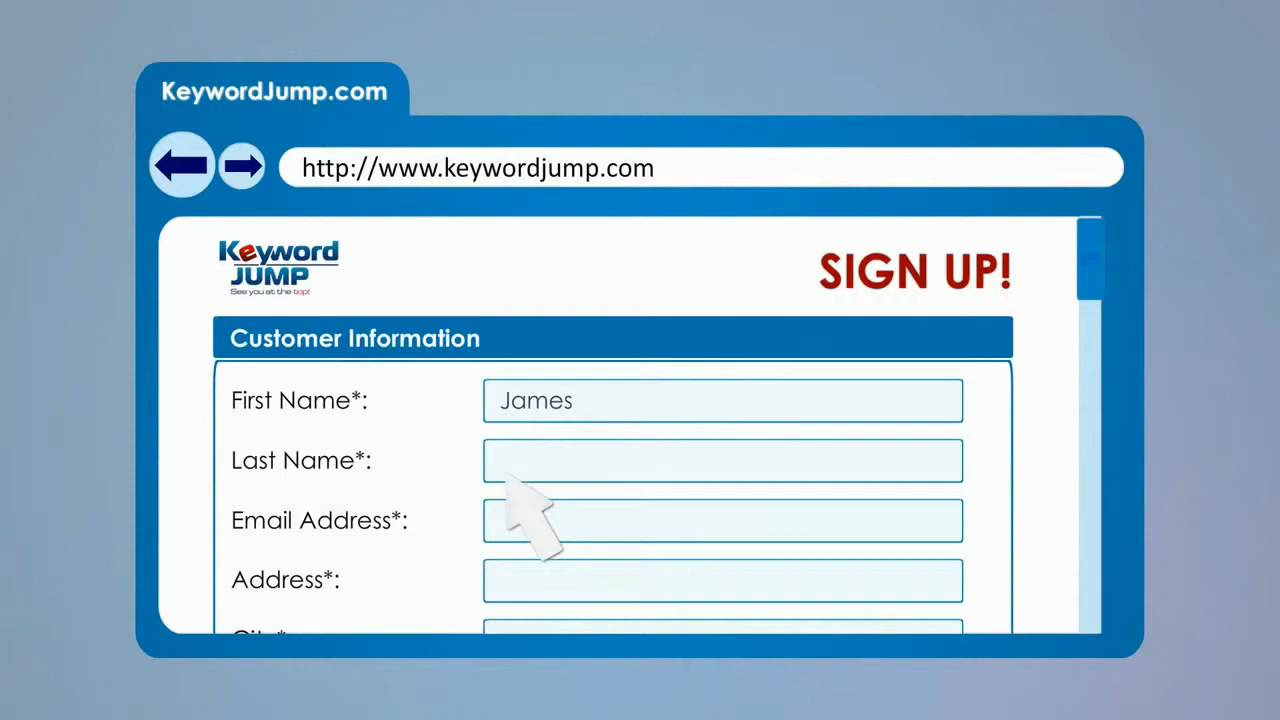 KeywordJump.com
http://www.keywordjump.com
Keyword
JUMP
See you at the top!
SIGN UP!
Customer Information
First Name*:
James
Last Name*:
Email Address*:
Address*: